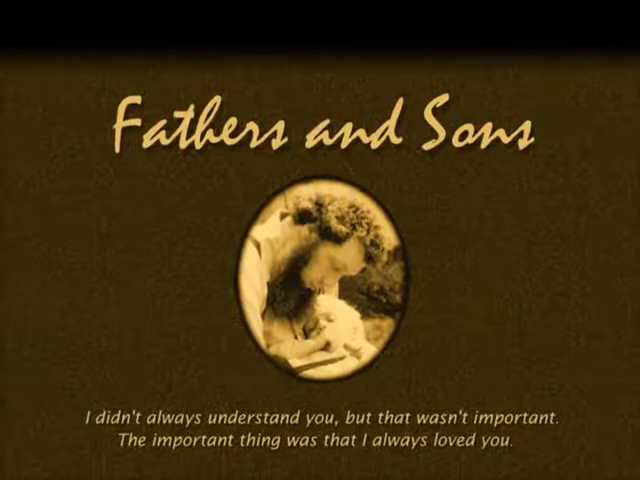 Fathers and Sons
I didn't always understand you, but that wasn't important.
The important thing was that I always loved you.